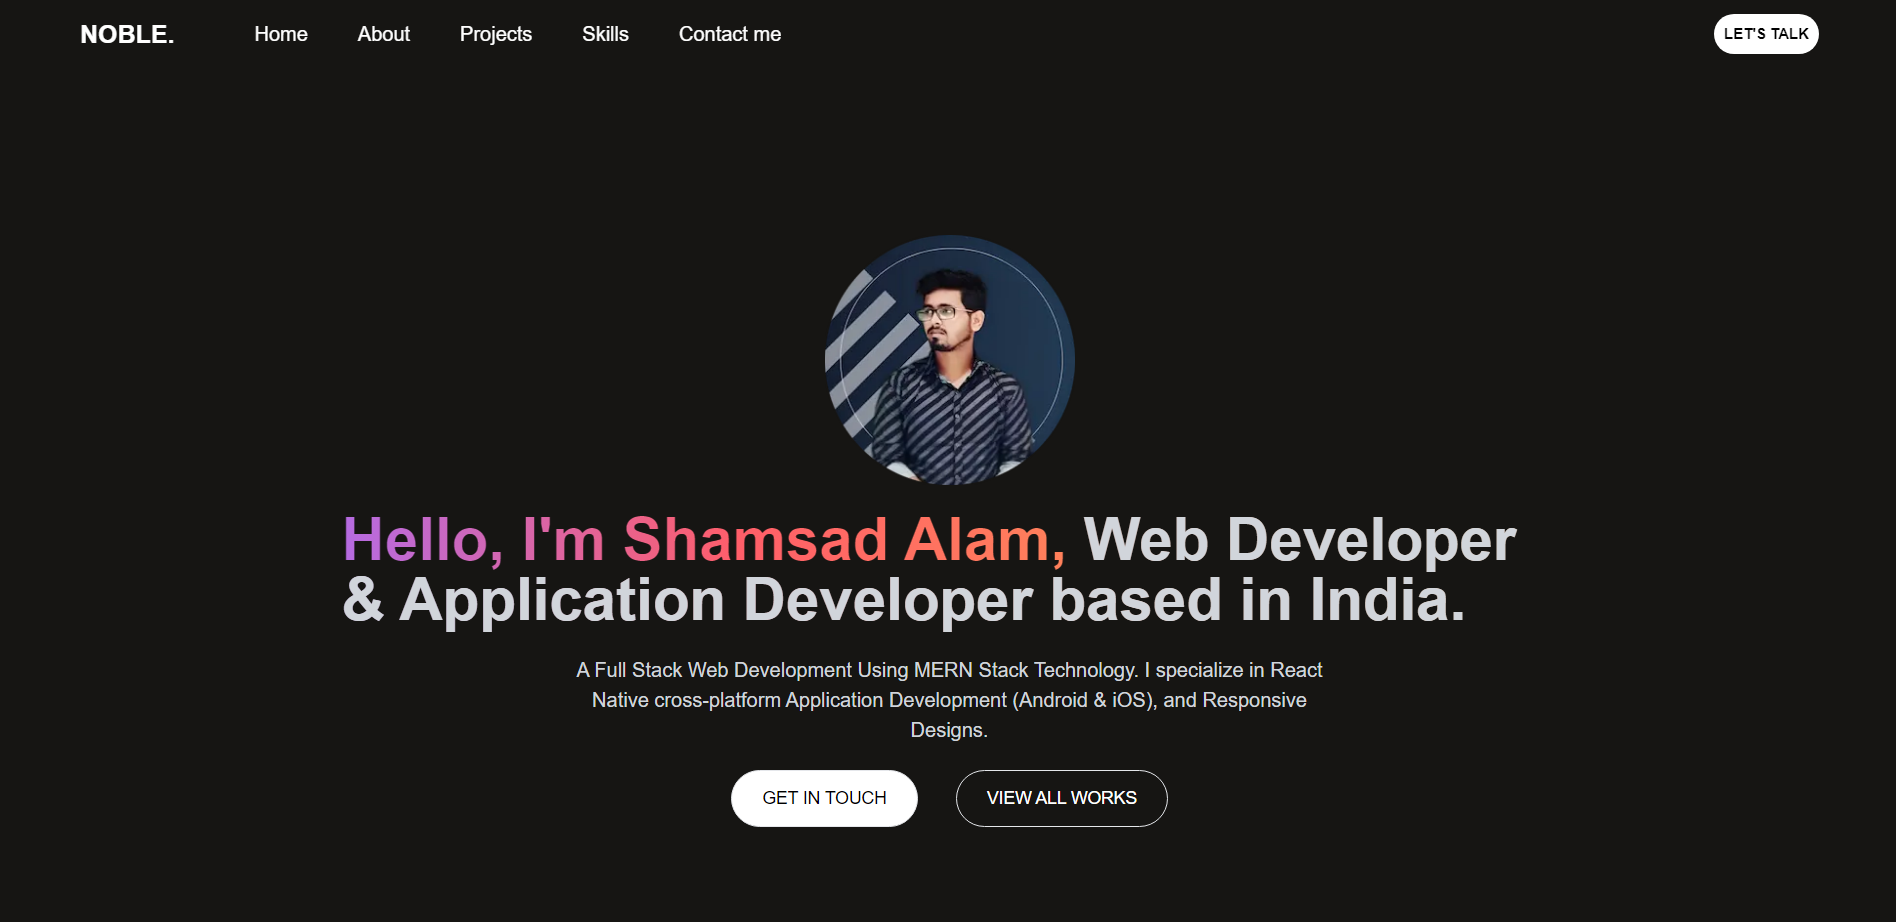 NOBLE.
Home
About
Projects
Skills
Contact me
LET'S TALK
Hello, I'm Shamsad Alam, Web Developer
& Application Developer based in India.
A Full Stack Web Development Using MERN Stack Technology. I specialize in React
Native cross-platform Application Development (Android & iOS), and Responsive
Designs.
GET IN TOUCH
VIEW ALL WORKS